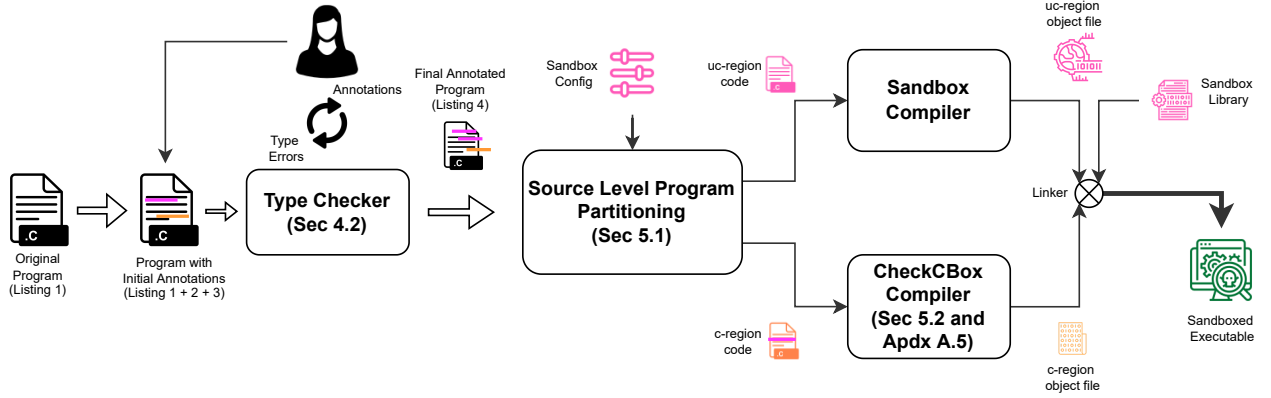 Original
Program
(Listing 1)
.C
Program with
Initial Annotations
(Listing 1 + 2 + 3)
.C
Annotations
Type
Errors
Type Checker
(Sec 4.2)
Final Annotated
Program
(Listing 4)
.C
Sandbox
Config
Source Level Program
Partitioning
(Sec 5.1)
uc-region
code
.C
Sandbox
Compiler
uc-region
object file
101011
Sandbox
Library
c-region
code
.C
CheckCBox
Compiler
(Sec 5.2 and
Apdx A.5)
c-region
object file
Linker
Sandboxed
Executable